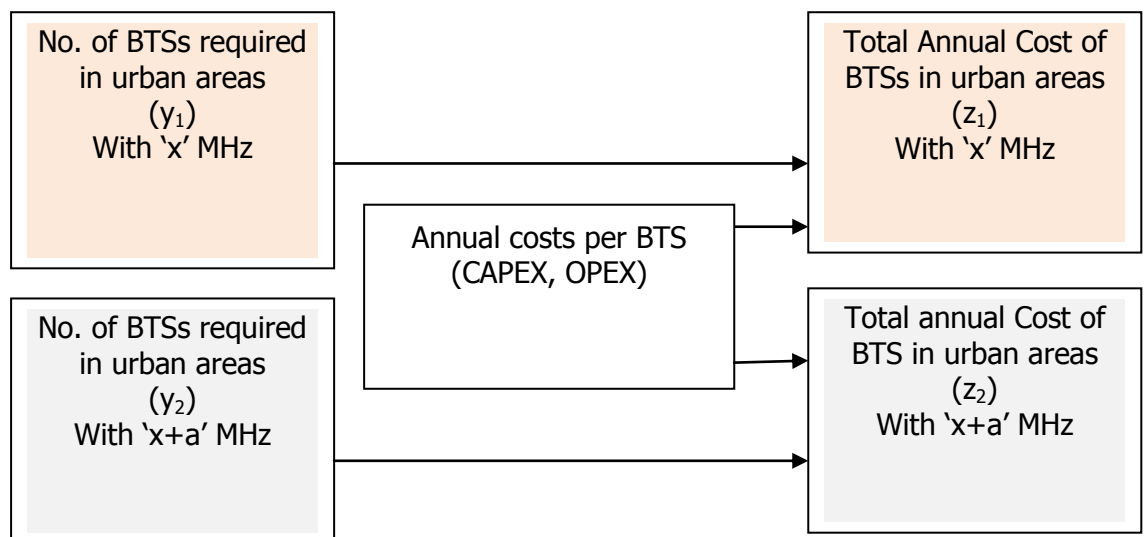 No. of BTSs required
in urban areas
(y₁)
With ‘x’ MHz
Total Annual Cost of
BTSs in urban areas
(z₁)
With ‘x’ MHz
Annual costs per BTS
(CAPEX, OPEX)
No. of BTSs required
in urban areas
(y₂)
With ‘x+a’ MHz
Total annual Cost of
BTS in urban areas
(z₂)
With ‘x+a’ MHz